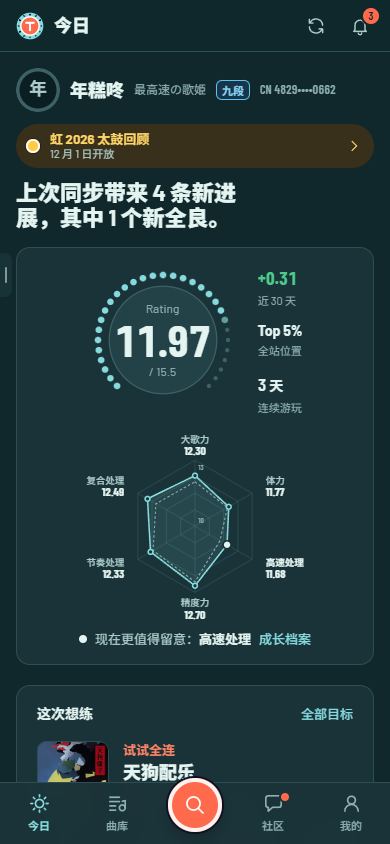 今日
3
年
年糕咚
最高速の歌姫
九段
CN 4829••••0662
虹 2026 太鼓回顾
12 月 1 日开放
上次同步带来 4 条新进
展，其中 1 个新全良。
Rating
11.97
/ 15.5
+0.31
近 30 天
Top 5%
全站位置
3 天
连续游玩
大歌力
12.30
13
10
复合处理
12.49
体力
11.77
节奏处理
12.33
高速处理
11.68
精度力
12.70
现在更值得留意：高速处理 成长档案
这次想练
全部目标
试试全连
天狗配乐
今日
曲库
社区
我的